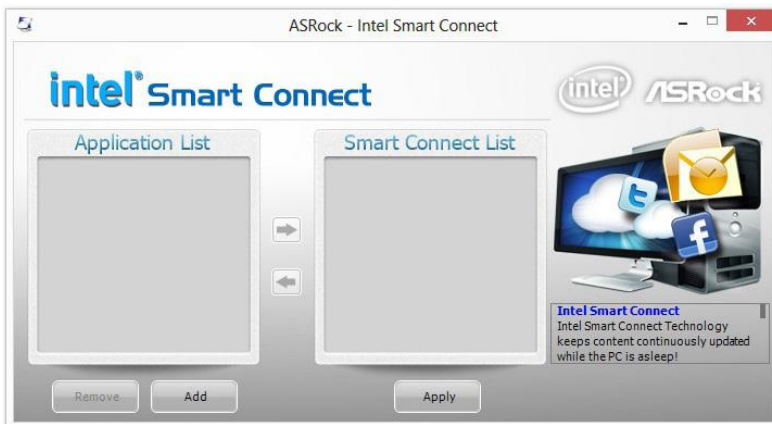 ASRock - Intel Smart Connect
intel® Smart Connect
intel® ASRock
Application List
Smart Connect List
Intel Smart Connect
Intel Smart Connect Technology
keeps content continuously updated
while the PC is asleep!
Remove
Add
Apply